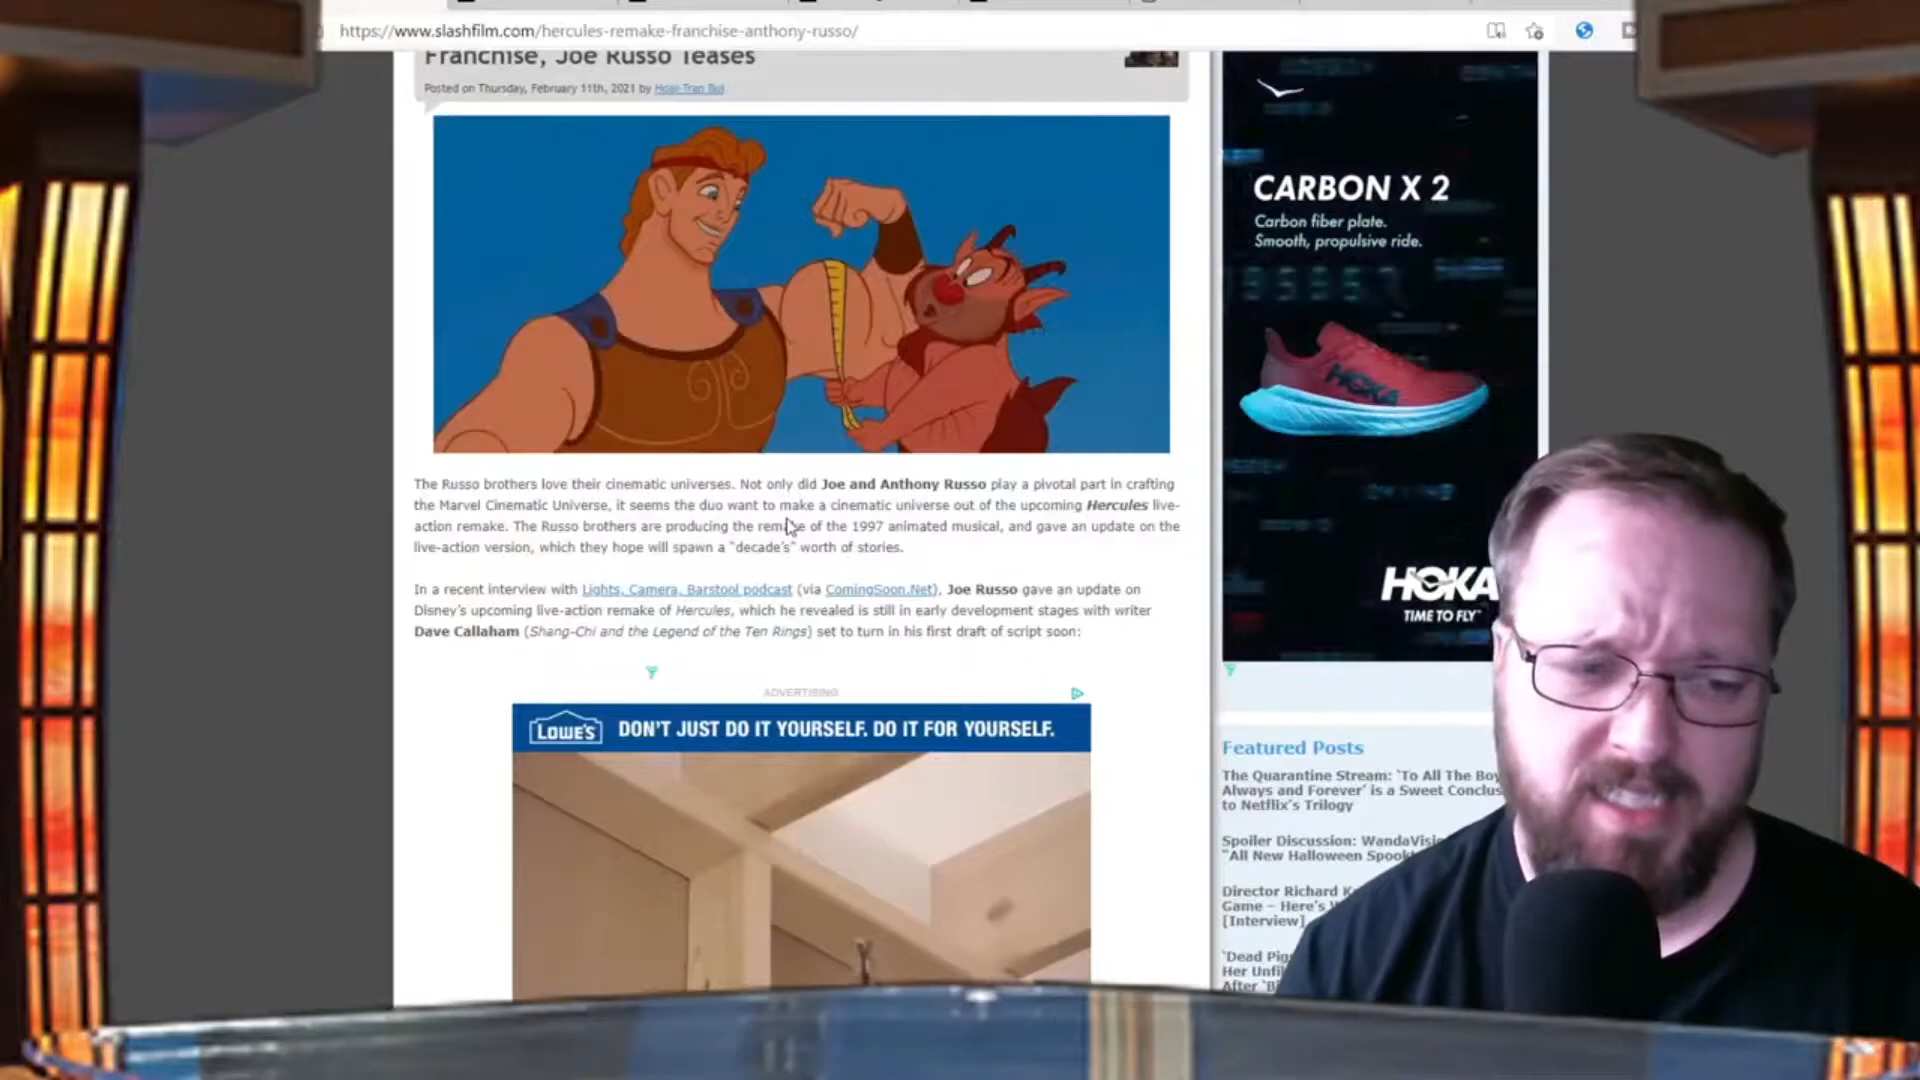 https://www.slashfilm.com/hercules-remake-franchise-anthony-russo/
Franchise, Joe Russo Teases
Posted on Thursday, February 11th, 2021 by Hoai-Tran Bui
The Russo brothers love their cinematic universes. Not only did Joe and Anthony Russo play a pivotal part in crafting
the Marvel Cinematic Universe, it seems the duo want to make a cinematic universe out of the upcoming Hercules live-
action remake. The Russo brothers are producing the remake of the 1997 animated musical, and gave an update on the
live-action version, which they hope will spawn a "decade's" worth of stories.
In a recent interview with Lights, Camera, Barstool podcast (via ComingSoon.Net), Joe Russo gave an update on
Disney's upcoming live-action remake of Hercules, which he revealed is still in early development stages with writer
Dave Callaham (Shang-Chi and the Legend of the Ten Rings) set to turn in his first draft of script soon:
ADVERTISING
LOWE'S
DON'T JUST DO IT YOURSELF. DO IT FOR YOURSELF.
CARBON X 2
Carbon fiber plate.
Smooth, propulsive ride.
HOKA
HOKA
TIME TO FLY™
Featured Posts
The Quarantine Stream: 'To All The Boy
Always and Forever' is a Sweet Conclus
to Netflix's Trilogy
Spoiler Discussion: WandaVisio
"All New Halloween Spook
Director Richard K
Game – Here's
[Interview]
'Dead Pigs
Her Unfi
After 'Bi